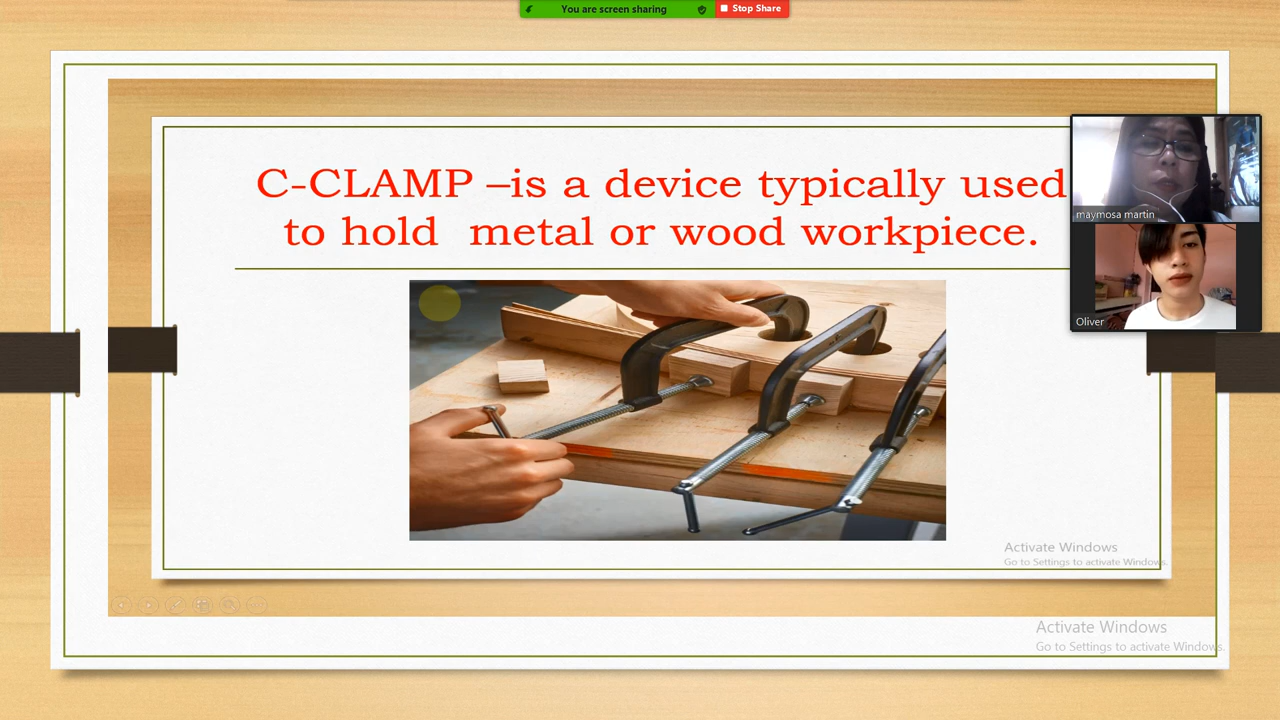 You are screen sharing Stop Share
C-CLAMP –is a device typically used
to hold metal or wood workpiece.
maymosa martin
Oliver
Activate Windows
Go to Settings to activate Windows.
Activate Windows
Go to Settings to activate Windows.